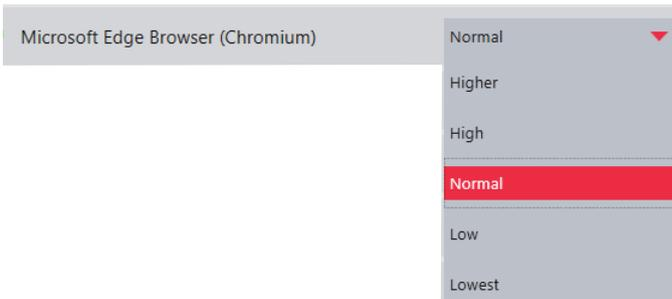 Microsoft Edge Browser (Chromium) Normal
Higher
High
Normal
Low
Lowest